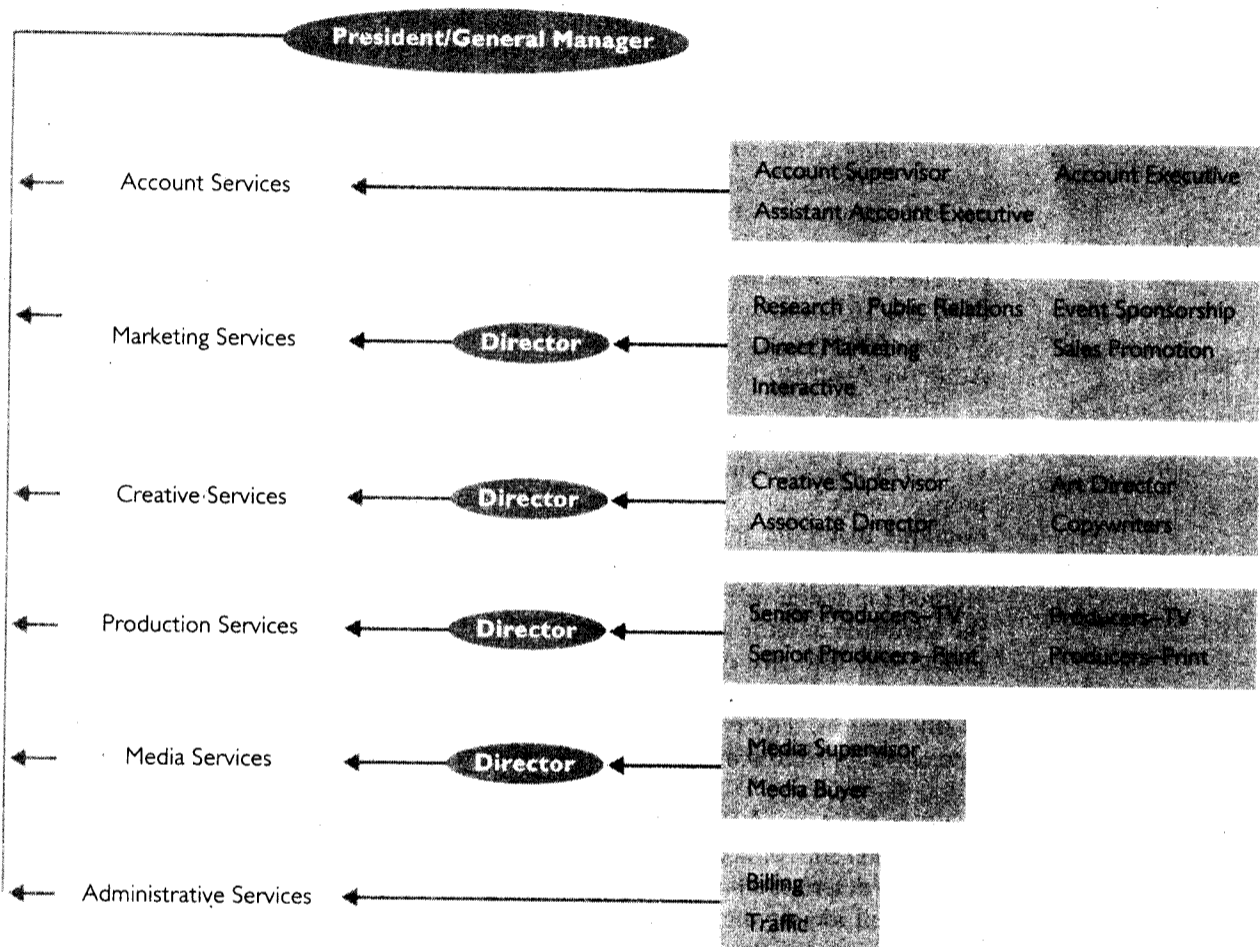 President/General Manager
Account Services
Account Supervisor Account Executive
Assistant Account Executive
Marketing Services
Director
Research Public Relations Event Sponsorship
Direct Marketing Sales Promotion
Interactive
Creative Services
Director
Creative Supervisor Art Director
Associate Director Copywriters
Production Services
Director
Senior Producers–TV Producers–TV
Senior Producers–Print Producers–Print
Media Services
Director
Media Supervisor
Media Buyer
Administrative Services
Billing
Traffic